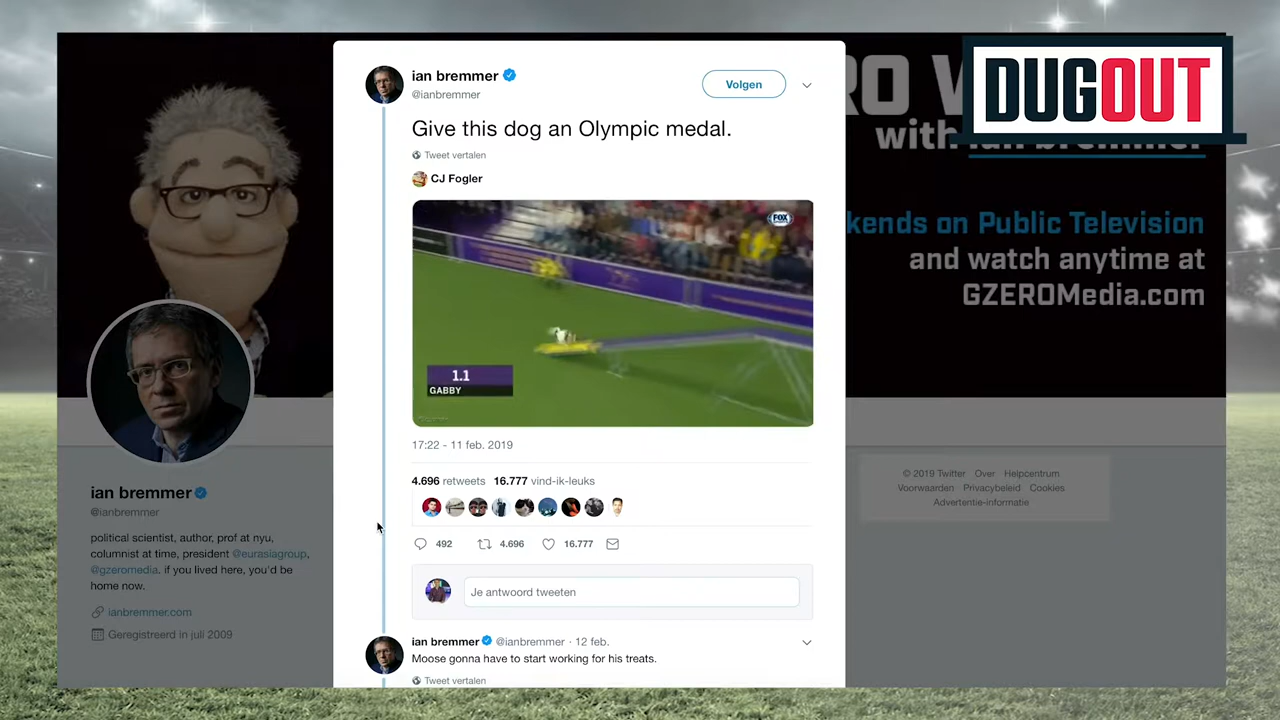 ian bremmer
@ianbremmer
Volgen
Give this dog an Olympic medal.
Tweet vertalen
CJ Fogler
FOX
1.1
GABBY
17:22 - 11 feb. 2019
4.696 retweets 16.777 vind-ik-leuks
492 4.696 16.777
Je antwoord tweeten
ian bremmer @ianbremmer · 12 feb.
Moose gonna have to start working for his treats.
Tweet vertalen
ian bremmer
@ianbremmer
political scientist, author, prof at nyu,
columnist at time, president @eurasiagroup,
@gzeromedia. if you lived here, you'd be
home now.
ianbremmer.com
Geregistreerd in juli 2009
DUGOUT
RO W
with ian bremmer
kends on Public Television
and watch anytime at
GZEROMedia.com
© 2019 Twitter Over Helpcentrum
Voorwaarden Privacybeleid Cookies
Advertentie-informatie